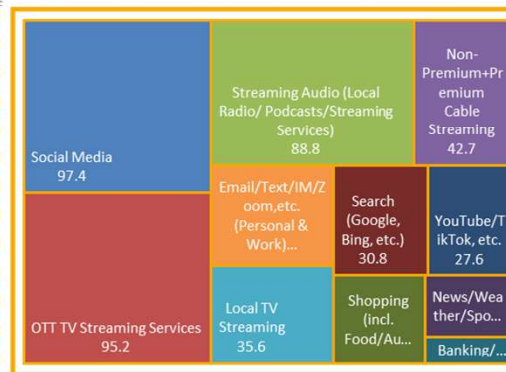 Social Media
97.4
OTT TV Streaming Services
95.2
Streaming Audio (Local
Radio/ Podcasts/Streaming
Services)
88.8
Non-
Premium+Pr
emium
Cable
Streaming
42.7
Email/Text/IM/Z
oom,etc.
(Personal &
Work)...
Local TV
Streaming
35.6
Search
(Google,
Bing, etc.)
30.8
YouTube/T
ikTok, etc.
27.6
Shopping
(incl.
Food/Au...
News/Wea
ther/Spo...
Banking/...